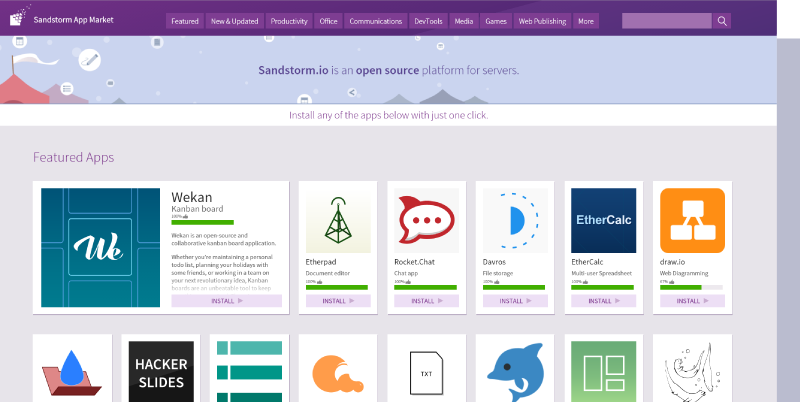 Sandstorm App Market
Featured
New & Updated
Productivity
Office
Communications
DevTools
Media
Games
Web Publishing
More
Sandstorm.io is an open source platform for servers.
Install any of the apps below with just one click.
Featured Apps
We
Wekan
Kanban board
100%
Wekan is an open-source and
collaborative kanban board application.
Whether you're maintaining a personal
todo list, planning your holidays with
some friends, or working in a team on
your next revolutionary idea, Kanban
boards are an unbeatable tool to keep
INSTALL
Etherpad
Document editor
100%
INSTALL
Rocket.Chat
Chat app
100%
INSTALL
Davros
File storage
100%
INSTALL
EtherCalc
EtherCalc
Multi-user Spreadsheet
100%
INSTALL
draw.io
Web Diagramming
INSTALL
HACKER
SLIDES
TXT